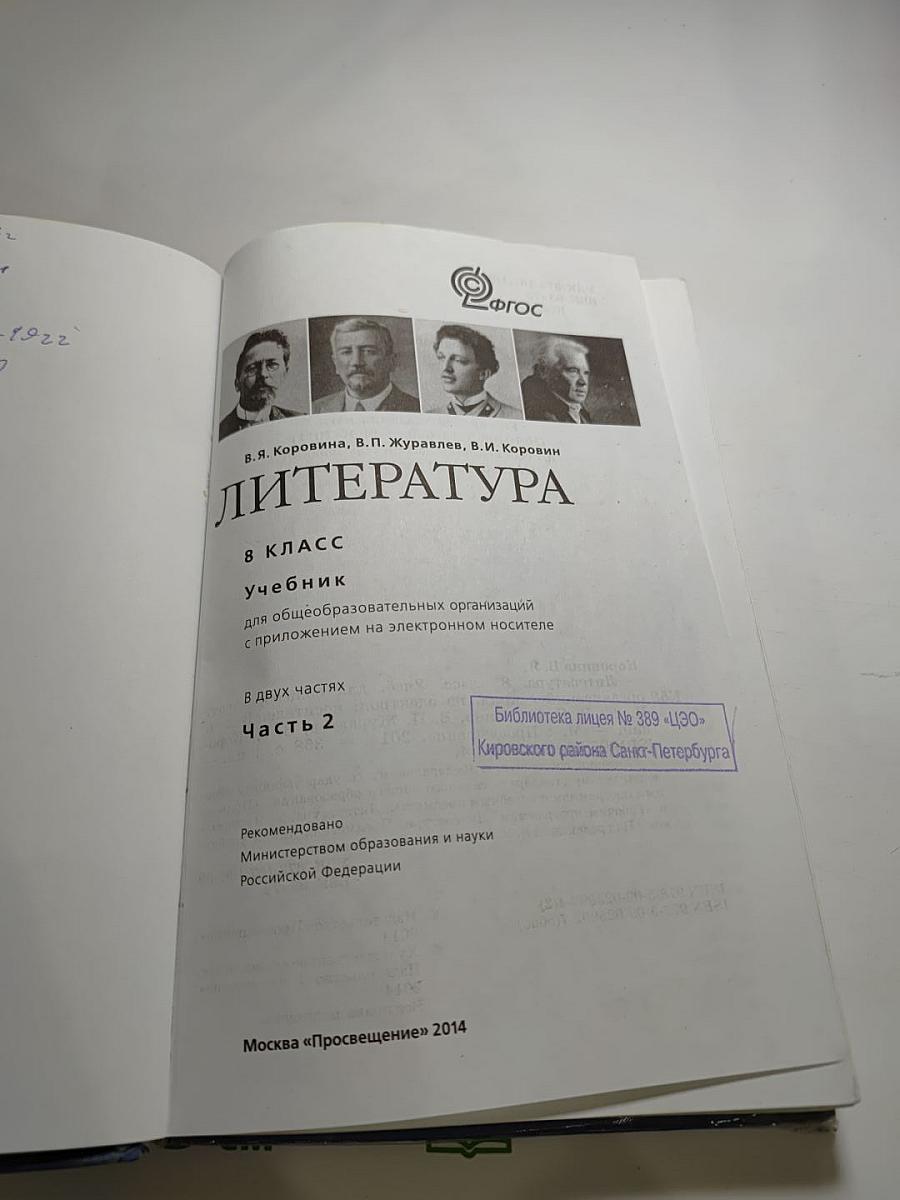 ФГОС
В.Я. Коровина, В.П. Журавлев, В.И. Коровин
ЛИТЕРАТУРА
8 КЛАСС
Учебник
для общеобразовательных организаций
с приложением на электронном носителе
В двух частях
Часть 2
Библиотека лицея № 389 «ЦЭО»
Кировского района Санкт-Петербурга
Рекомендовано
Министерством образования и науки
Российской Федерации
Москва «Просвещение» 2014